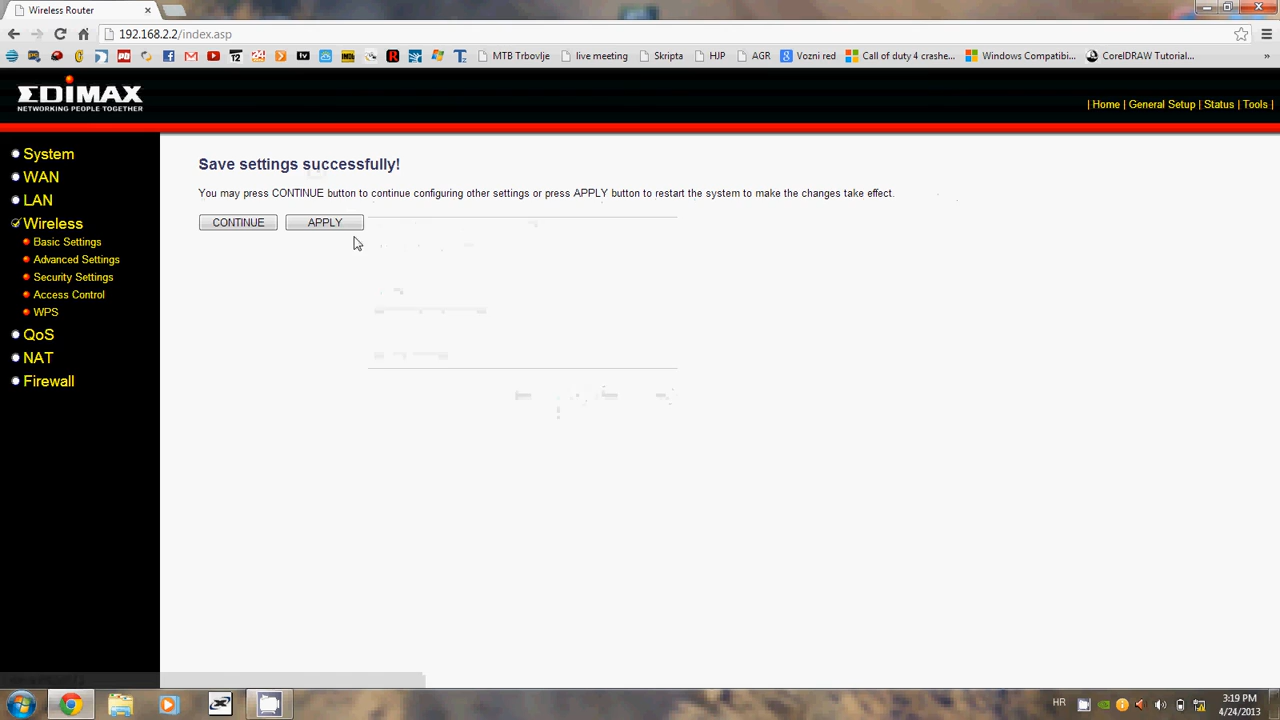 Wireless Router
192.168.2.2/index.asp
MTB Trbovlje
live meeting
Skripta
HJP
AGR
Vozni red
Call of duty 4 crashe...
Windows Compatibi...
CorelDRAW Tutorial...
»
EDIMAX
NETWORKING PEOPLE TOGETHER
| Home | General Setup | Status | Tools |
System
WAN
LAN
Wireless
Basic Settings
Advanced Settings
Security Settings
Access Control
WPS
QoS
NAT
Firewall
Save settings successfully!
You may press CONTINUE button to continue configuring other settings or press APPLY button to restart the system to make the changes take effect.
CONTINUE
APPLY
HR
3:19 PM
4/24/2013